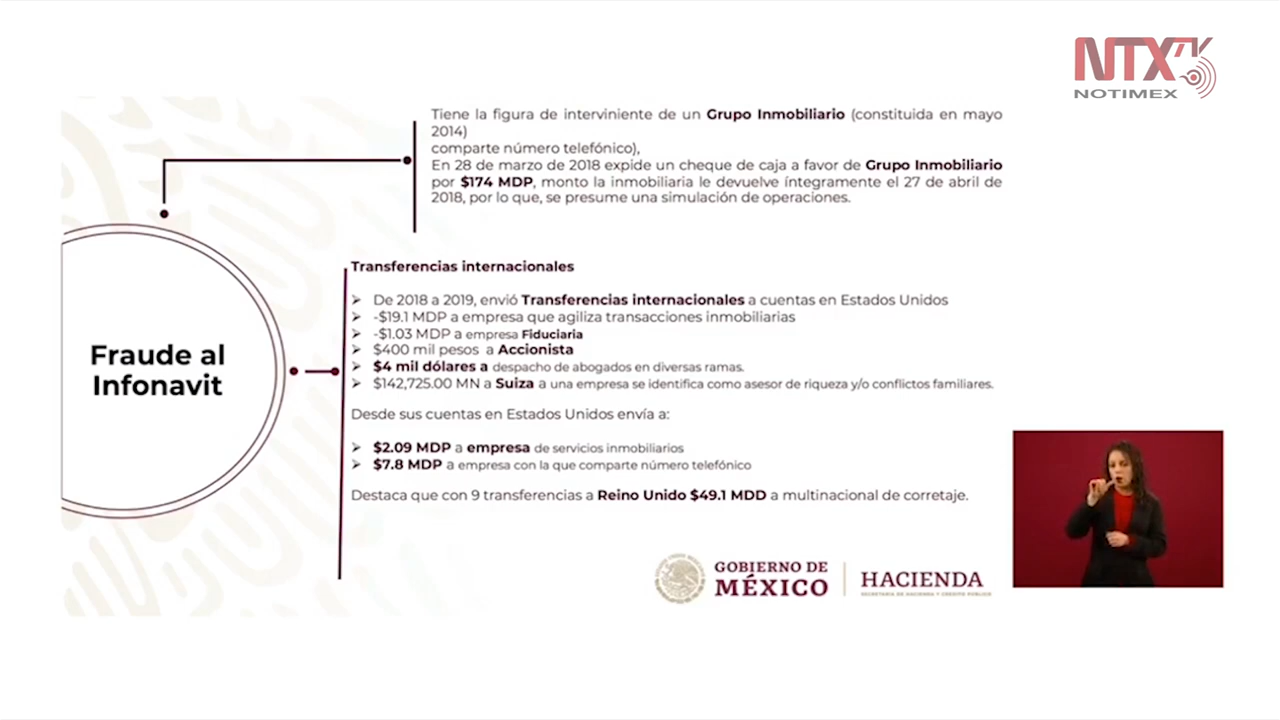 NTX TV
NOTIMEX
Tiene la figura de interviniente de un Grupo Inmobiliario (constituida en mayo
2014)
comparte número telefónico),
En 28 de marzo de 2018 expide un cheque de caja a favor de Grupo Inmobiliario
por $174 MDP, monto la inmobiliaria le devuelve íntegramente el 27 de abril de
2018, por lo que, se presume una simulación de operaciones.
Fraude al
Infonavit
Transferencias internacionales
➢ De 2018 a 2019, envió Transferencias internacionales a cuentas en Estados Unidos
➢ -$19.1 MDP a empresa que agiliza transacciones inmobiliarias
➢ -$1.03 MDP a empresa Fiduciaria
➢ $400 mil pesos a Accionista
➢ $4 mil dólares a despacho de abogados en diversas ramas.
➢ $142,725.00 MN a Suiza a una empresa se identifica como asesor de riqueza y/o conflictos familiares.
Desde sus cuentas en Estados Unidos envía a:
➢ $2.09 MDP a empresa de servicios inmobiliarios
➢ $7.8 MDP a empresa con la que comparte número telefónico
Destaca que con 9 transferencias a Reino Unido $49.1 MDD a multinacional de corretaje.
GOBIERNO DE
MÉXICO
HACIENDA
SECRETARÍA DE HACIENDA Y CRÉDITO PÚBLICO